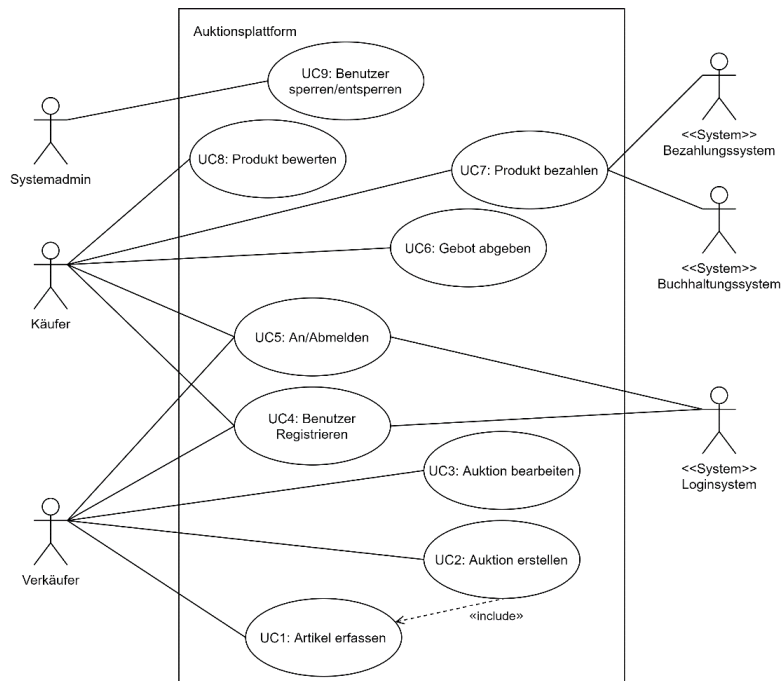 Auktionsplattform
UC9: Benutzer
sperren/entsperren
Systemadmin
UC8: Produkt bewerten
UC7: Produkt bezahlen
<<System>>
Bezahlungssystem
UC6: Gebot abgeben
<<System>>
Buchhaltungssystem
Käufer
UC5: An/Abmelden
UC4: Benutzer
Registrieren
<<System>>
Loginsystem
UC3: Auktion bearbeiten
UC2: Auktion erstellen
Verkäufer
«include»
UC1: Artikel erfassen